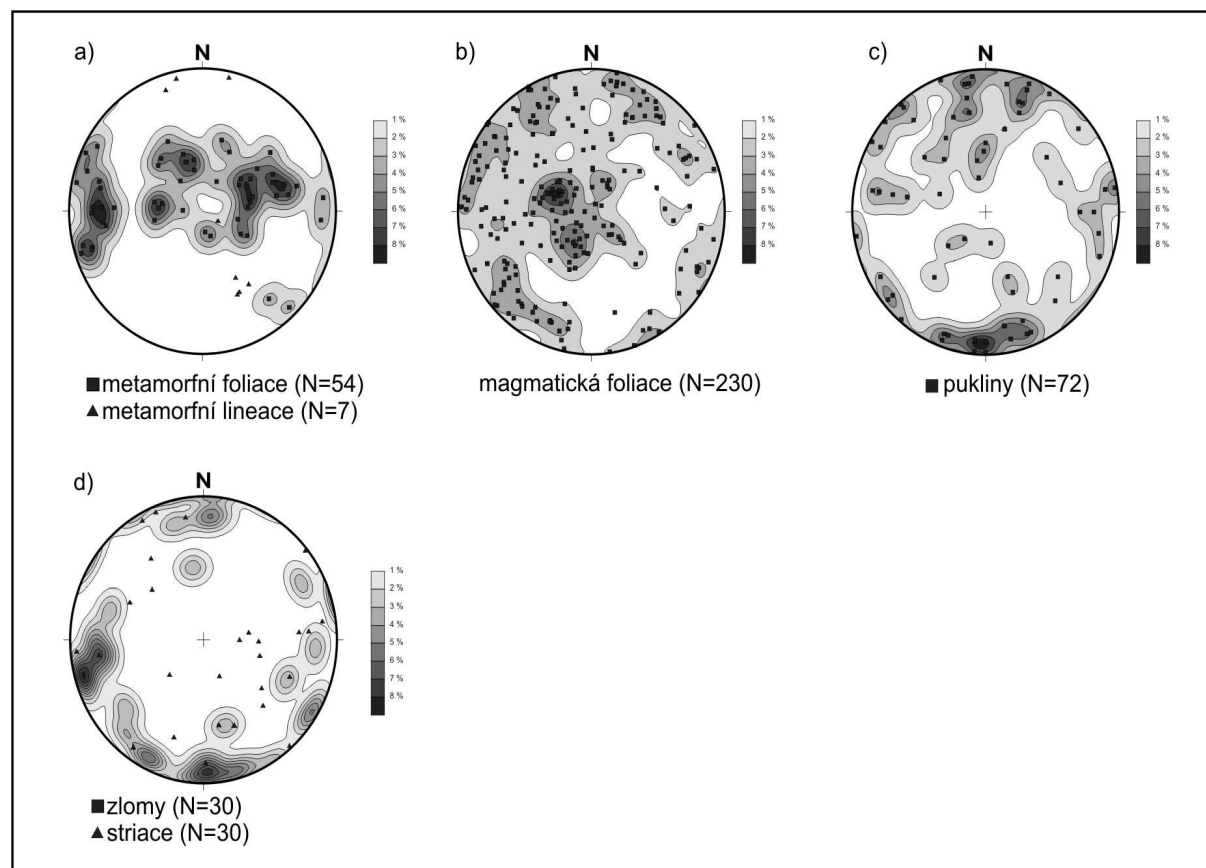 a)
N
1 %
2 %
3 %
4 %
5 %
6 %
7 %
8 %
metamorfní foliace (N=54)
metamorfní lineace (N=7)
b)
N
1 %
2 %
3 %
4 %
5 %
6 %
7 %
8 %
magmatická foliace (N=230)
c)
N
1 %
2 %
3 %
4 %
5 %
6 %
7 %
8 %
pukliny (N=72)
d)
N
1 %
2 %
3 %
4 %
5 %
6 %
7 %
8 %
zlomy (N=30)
striace (N=30)